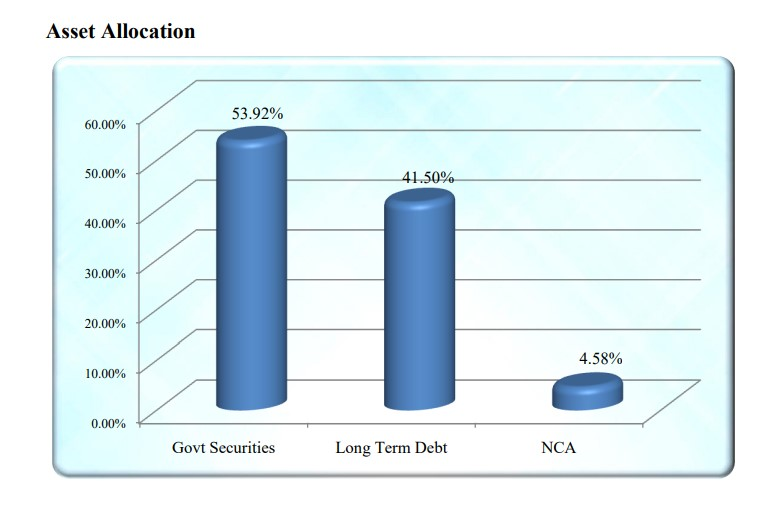 Asset Allocation
53.92%
60.00%
50.00%
41.50%
40.00%
30.00%
20.00%
4.58%
10.00%
0.00%
Govt Securities
Long Term Debt
NCA